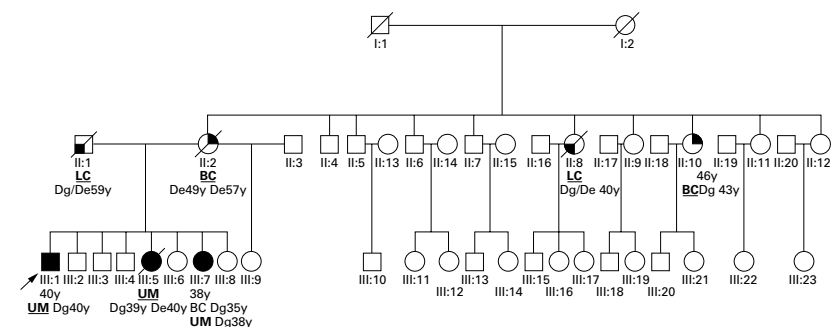 I:1 I:2
II:1 II:2 II:3 II:4 II:5 II:13 II:6 II:14 II:7 II:15 II:16 II:8 II:17 II:9 II:18 II:10 II:19 II:11 II:20 II:12
LC BC LC 46y
Dg/De59y De49y De57y Dg/De 40y BCDg 43y
III:1 III:2 III:3 III:4 III:5 III:6 III:7 III:8 III:9 III:10 III:11 III:13 III:15 III:17 III:19 III:21 III:22 III:23
III:12 III:14 III:16 III:18 III:20
40y UM 38y
UM Dg40y Dg39y De40y BC Dg35y
UM Dg38y